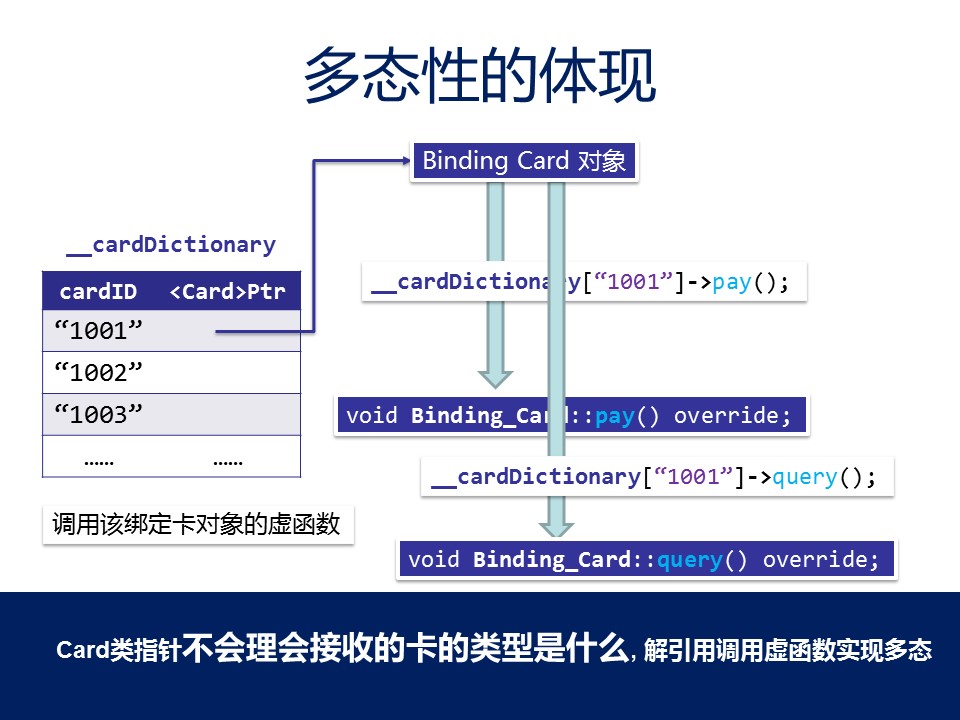 多态性的体现
Binding Card 对象
__cardDictionary
cardID <Card>Ptr
“1001”
“1002”
“1003”
…… ……
__cardDictionary[“1001”]->pay();
void Binding_Card::pay() override;
__cardDictionary[“1001”]->query();
void Binding_Card::query() override;
调用该绑定卡对象的虚函数
Card类指针不会理会接收的卡的类型是什么, 解引用调用虚函数实现多态